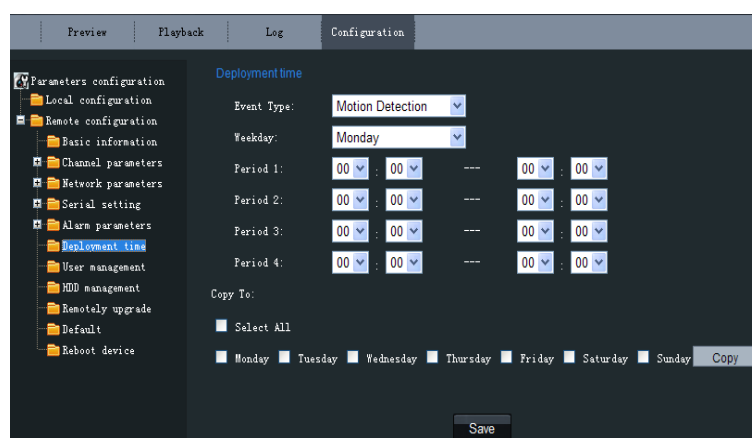 Preview Playback Log Configuration
Parameters configuration
Local configuration
Remote configuration
Basic information
Channel parameters
Network parameters
Serial setting
Alarm parameters
Deployment time
User management
HDD management
Remotely upgrade
Default
Reboot device
Deployment time
Event Type: Motion Detection
Weekday: Monday
Period 1: 00 : 00 --- 00 : 00
Period 2: 00 : 00 --- 00 : 00
Period 3: 00 : 00 --- 00 : 00
Period 4: 00 : 00 --- 00 : 00
Copy To:
Select All
Monday Tuesday Wednesday Thursday Friday Saturday Sunday Copy
Save